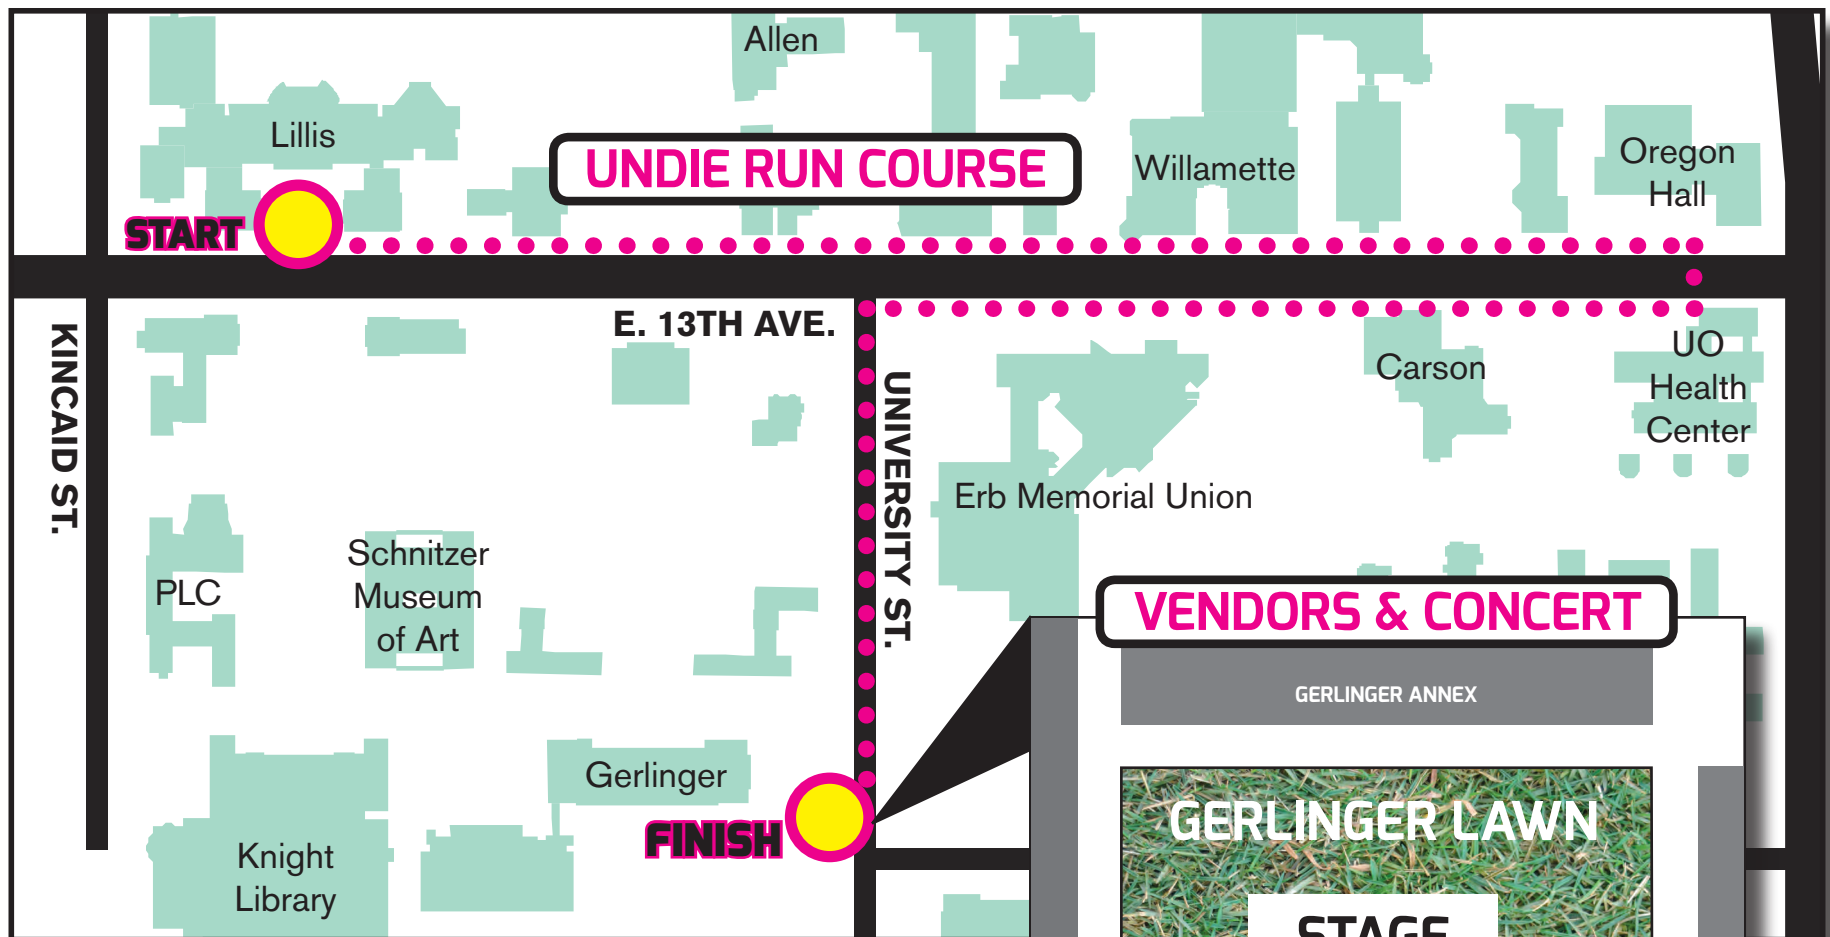 Allen
Lillis
UNDIE RUN COURSE
Willamette
Oregon
Hall
START
E. 13TH AVE.
KINCAID ST.
UNIVERSITY ST.
Carson
UO
Health
Center
Erb Memorial Union
Schnitzer
Museum
of Art
PLC
VENDORS & CONCERT
GERLINGER ANNEX
Gerlinger
GERLINGER LAWN
FINISH
Knight
Library
STAGE